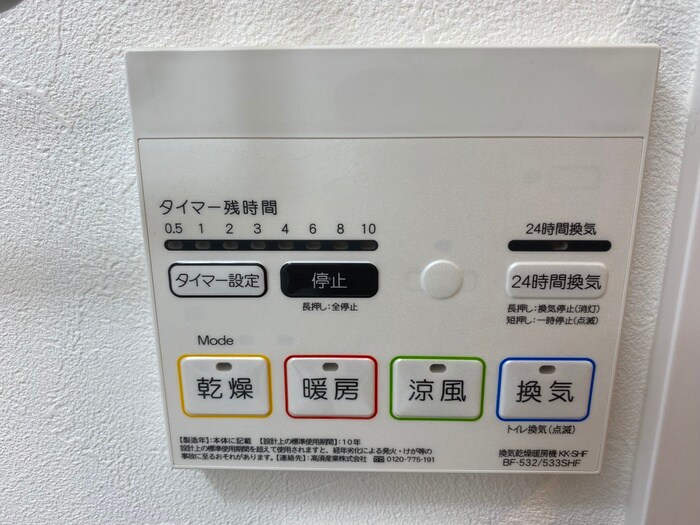 タイマー残時間
0.5 1 2 3 4 6 8 10
24時間換気
タイマー設定
停止
24時間換気
長押し:全停止
長押し:換気停止(消灯)
短押し:一時停止(点滅)
Mode
乾燥
暖房
涼風
換気
トイレ換気(点滅)
【製造年】:本体に記載 【設計上の標準使用期間】:10年
設計上の標準使用期間を超えて使用されますと、経年劣化による発火・けが等の
事故に至るおそれがあります。【連絡先】:高須産業株式会社 0120-775-191
換気乾燥暖房機 KK-SHF
BF-532/533SHF